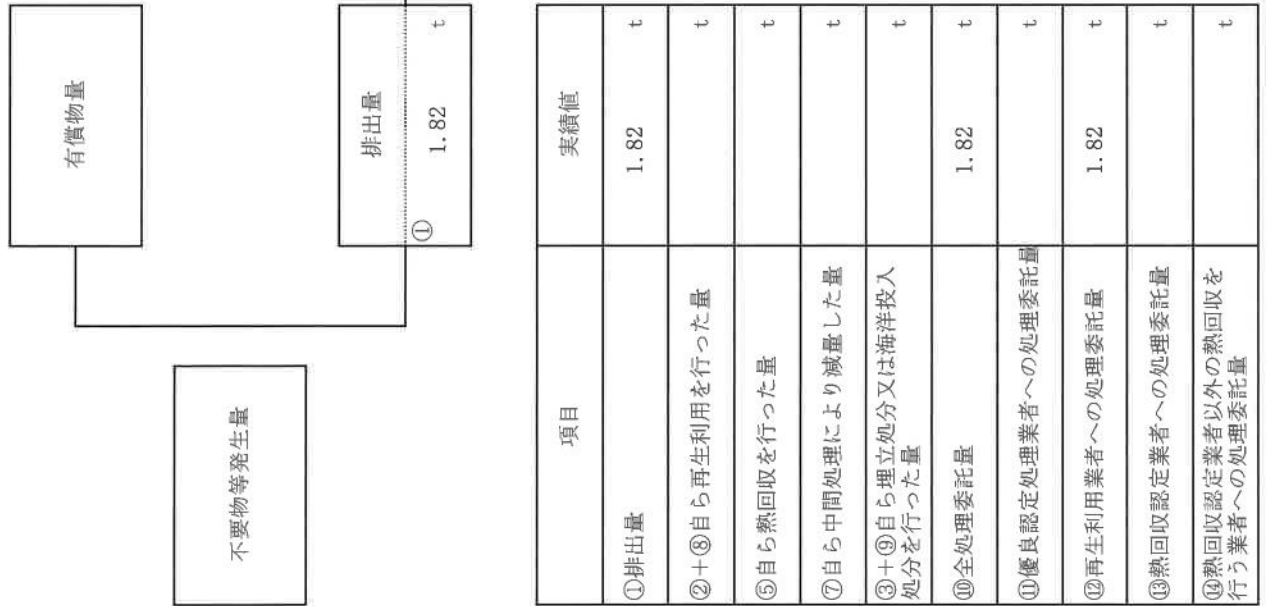 有償物量
不要物等発生量
排出量
① 1.82 t
項目 実績値
①排出量 1.82 t
②+⑧自ら再生利用を行った量 t
⑤自ら熱回収を行った量 t
⑦自ら中間処理により減量した量 t
③+⑨自ら埋立処分又は海洋投入
処分を行った量 t
⑩全処理委託量 1.82 t
⑪優良認定処理業者への処理委託量 t
⑫再生利用業者への処理委託量 1.82 t
⑬熱回収認定業者への処理委託量 t
⑭熱回収認定業者以外の熱回収を
行う業者への処理委託量 t